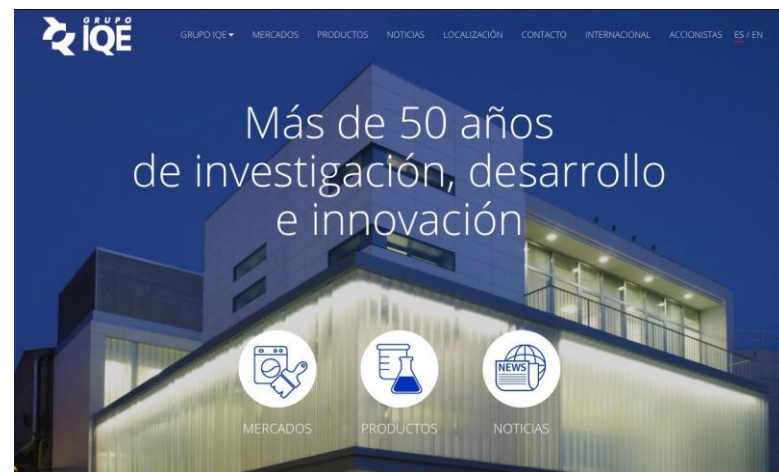 GRUPO
IQE
GRUPO IQE
MERCADOS
PRODUCTOS
NOTICIAS
LOCALIZACIÓN
CONTACTO
INTERNACIONAL
ACCIONISTAS
ES / EN
Más de 50 años
de investigación, desarrollo
e innovación
NEWS
MERCADOS
PRODUCTOS
NOTICIAS